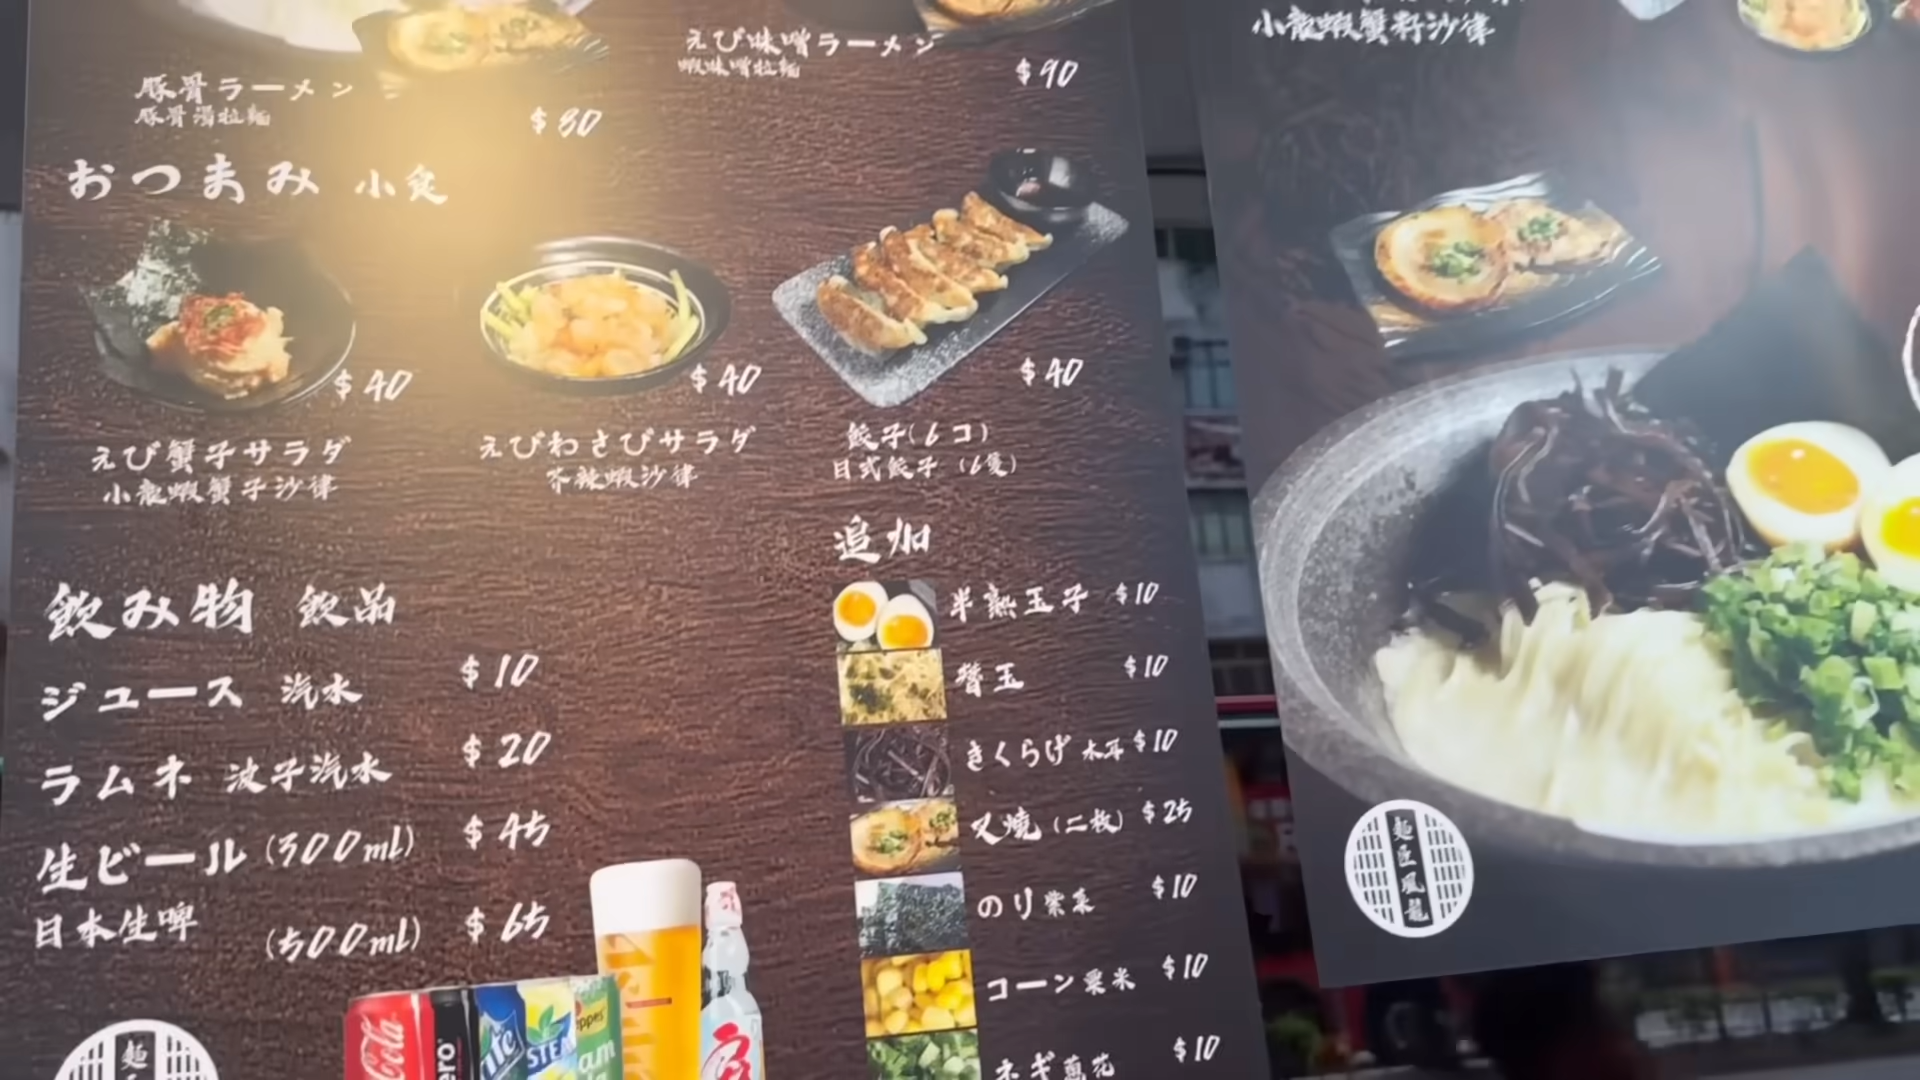 えび味噌ラーメン
蝦味噌拉麵
$90
豚骨ラーメン
豚骨湯拉麵
$80
おつまみ 小食
$40
$40
$40
えび蟹子サラダ
小龍蝦蟹子沙律
えびわさびサラダ
芥辣蝦沙律
餃子(6コ)
日式餃子 (6隻)
飲み物 飲品
ジュース 汽水 $10
ラムネ 波子汽水 $20
生ビール (300ml) $45
日本生啤 (500ml) $65
追加
半熟玉子 $10
替玉 $10
きくらげ 木耳 $10
叉燒 (二枚) $25
のり 紫菜 $10
コーン 粟米 $10
ネギ 蔥花 $10
小龍蝦蟹籽沙律
麵匠風龍